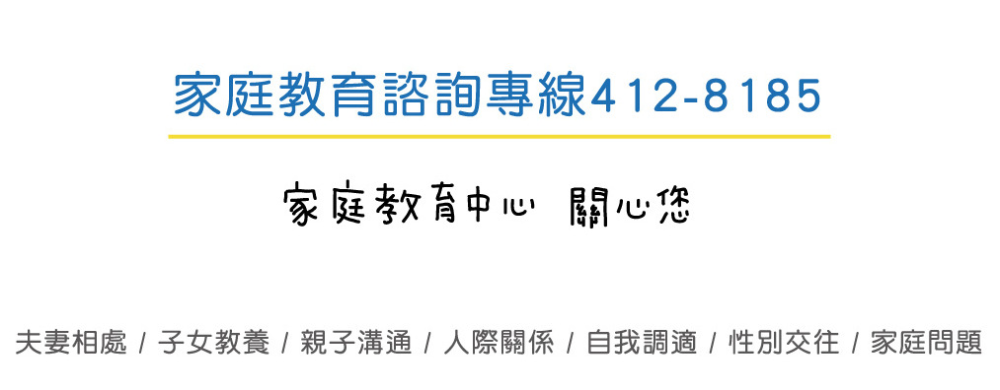 家庭教育諮詢專線412-8185
家庭教育中心 關心您
夫妻相處 / 子女教養 / 親子溝通 / 人際關係 / 自我調適 / 性別交往 / 家庭問題